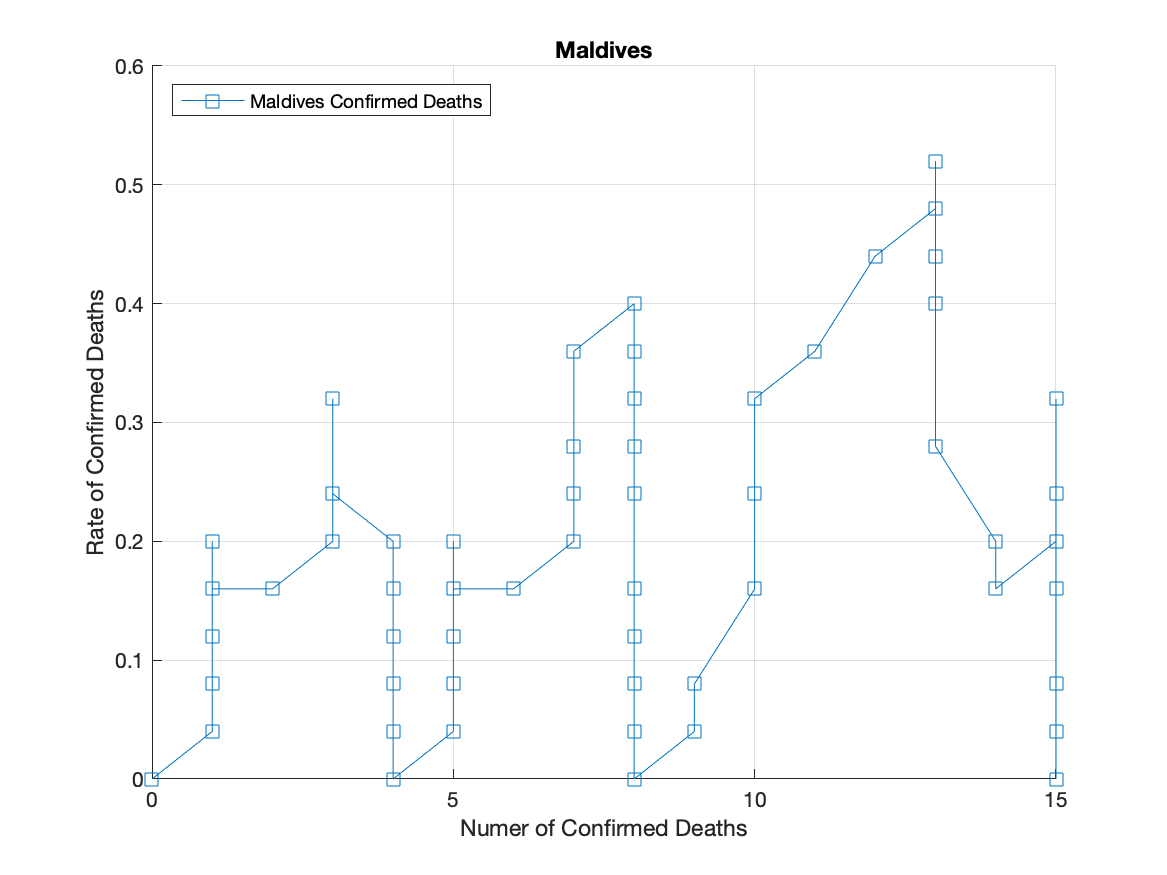 Maldives
Maldives Confirmed Deaths
0.6
0.5
0.4
0.3
0.2
0.1
0
Rate of Confirmed Deaths
0 5 10 15
Numer of Confirmed Deaths